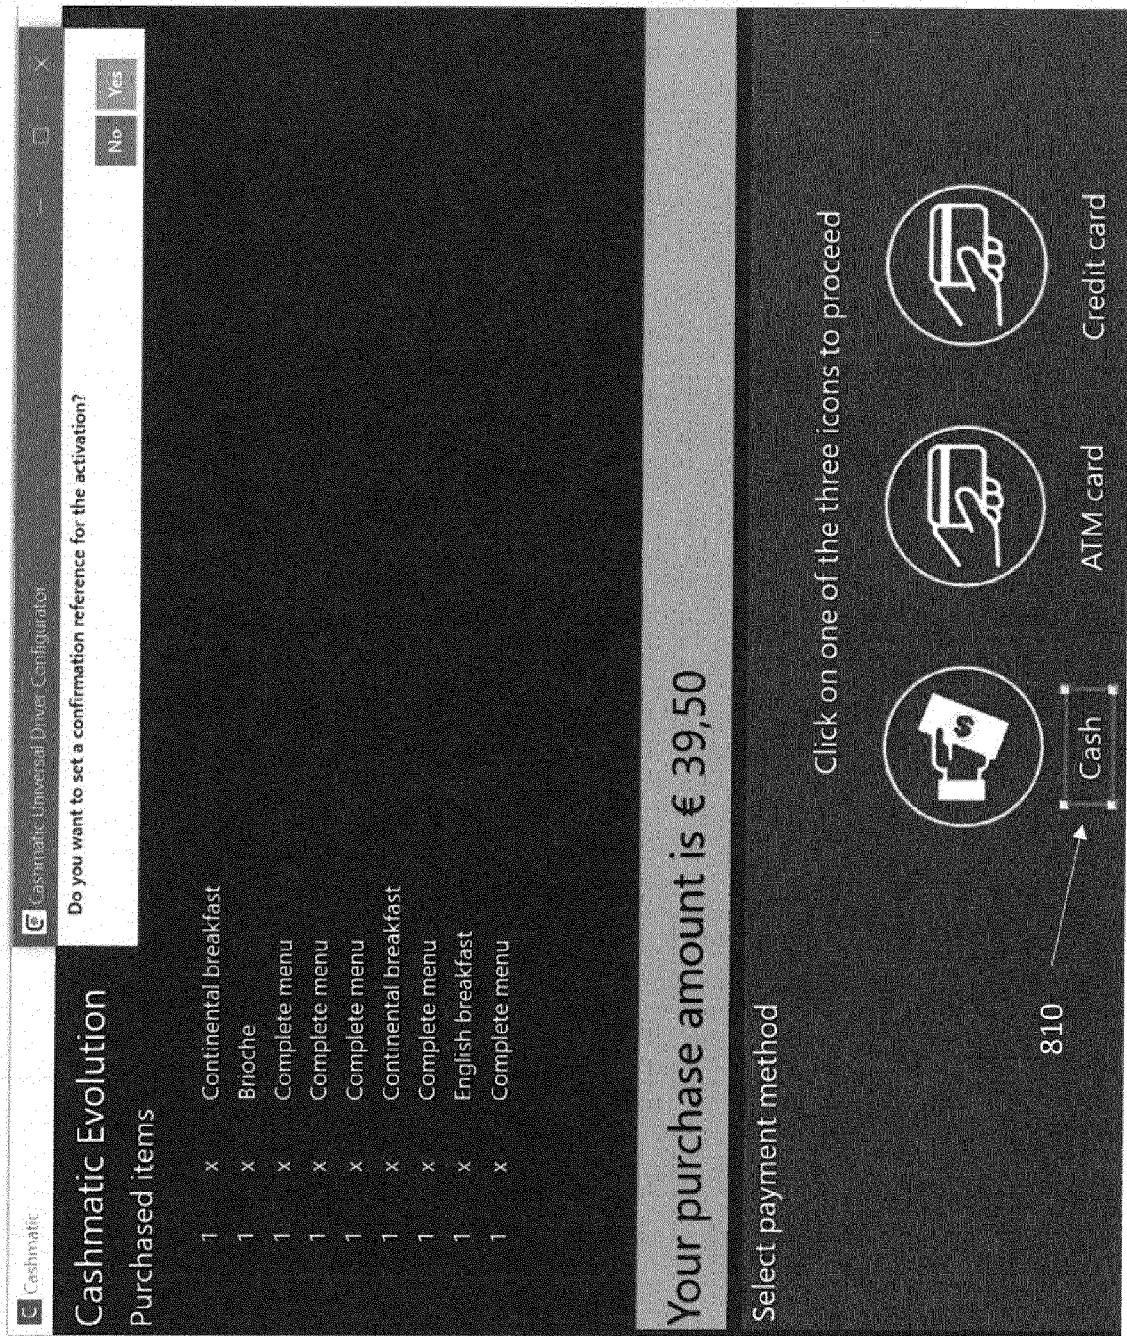 Cashmatic
Cashmatic Universal Driver Configurator
Do you want to set a confirmation reference for the activation?
No Yes
Cashmatic Evolution
Purchased items
1 x Continental breakfast
1 x Brioche
1 x Complete menu
1 x Complete menu
1 x Complete menu
1 x Continental breakfast
1 x Complete menu
1 x English breakfast
1 x Complete menu
Your purchase amount is € 39,50
Select payment method
Click on one of the three icons to proceed
$
Cash ATM card Credit card
810